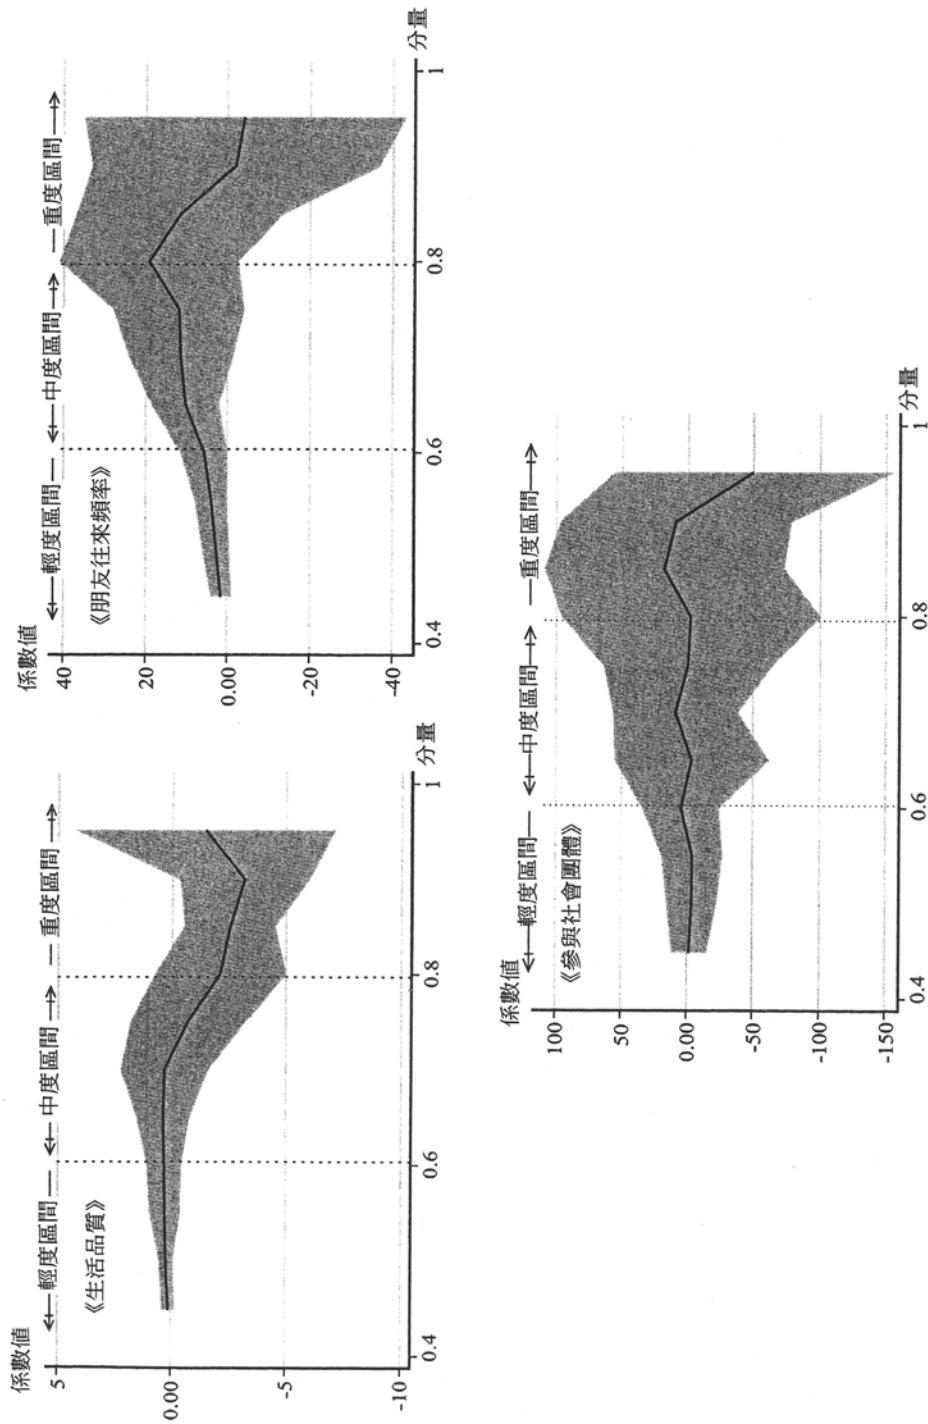 係數值
輕度區間
中度區間
重度區間
《生活品質》
5
0.00
-5
-10
0.4
0.6
0.8
1
分量
係數值
輕度區間
中度區間
重度區間
《朋友往來頻率》
40
20
0.00
-20
-40
0.4
0.6
0.8
1
分量
係數值
輕度區間
中度區間
重度區間
《參與社會團體》
100
50
0.00
-50
-100
-150
0.4
0.6
0.8
1
分量